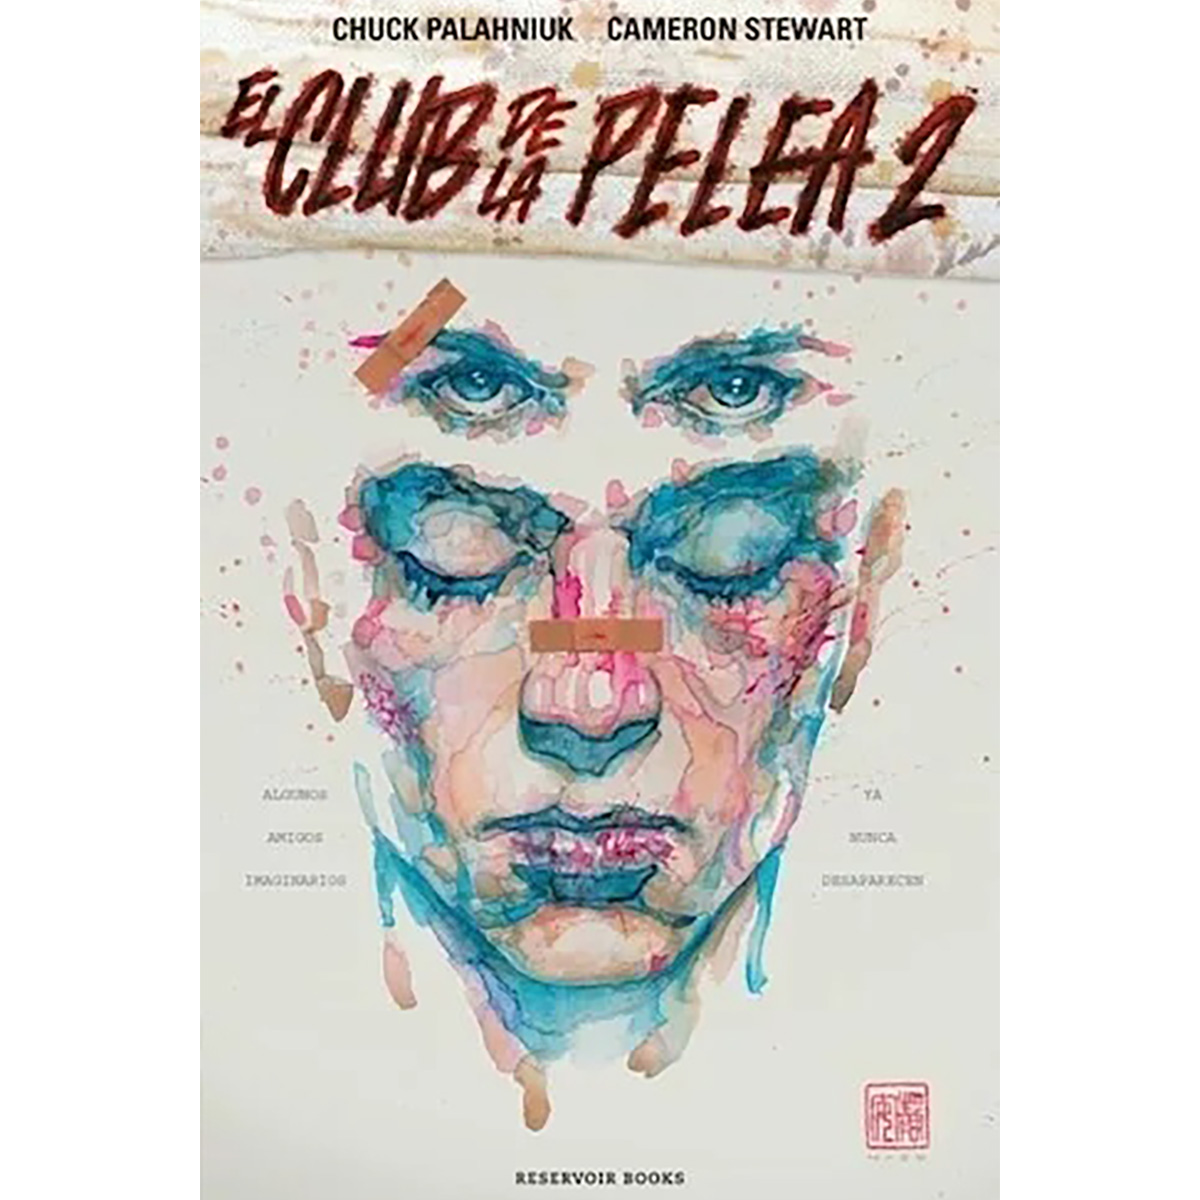 CHUCK PALAHNIUK CAMERON STEWART
EL CLUB DE LA PELEA 2
ALGUNOS
AMIGOS
IMAGINARIOS
YA
NUNCA
DESAPARECEN
RESERVOIR BOOKS